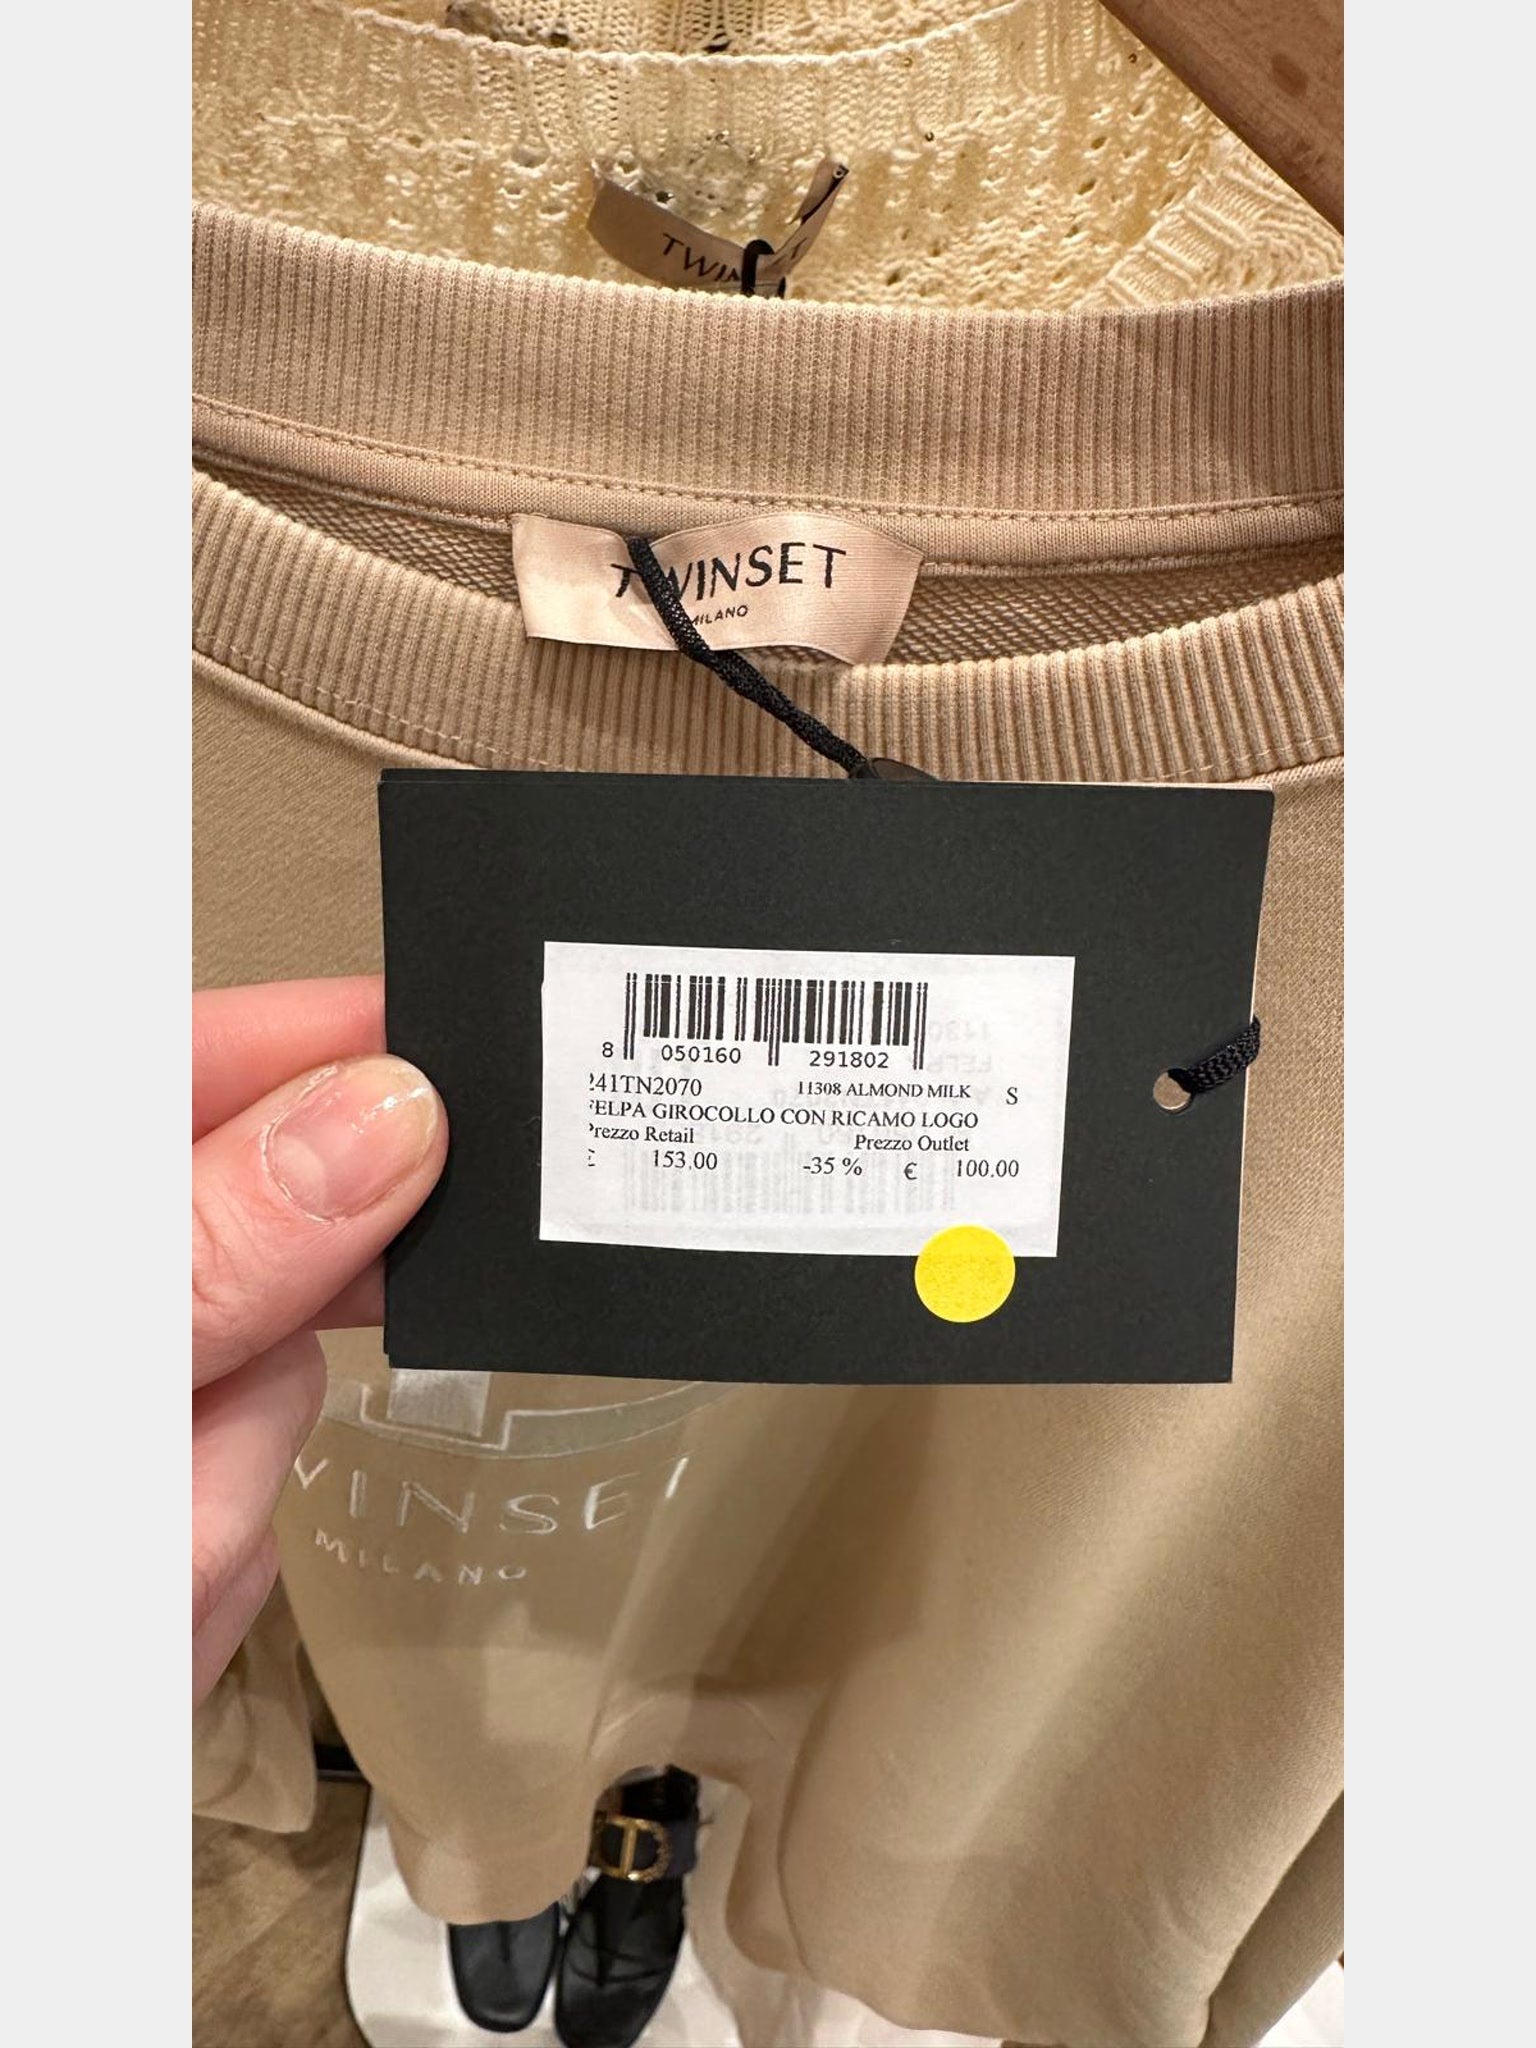 TWINSET
MILANO
8 050160 291802
241TN2070 11308 ALMOND MILK S
FELPA GIROCOLLO CON RICAMO LOGO
Prezzo Retail Prezzo Outlet
€ 153,00 -35 % € 100.00
WINSET
MILANO